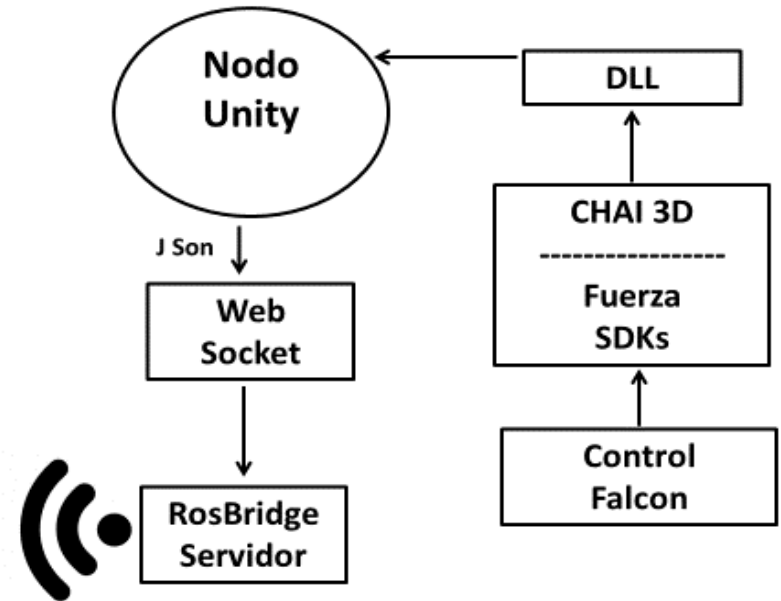 Nodo
Unity
DLL
CHAI 3D
-----------------
Fuerza
SDKs
J Son
Web
Socket
Control
Falcon
RosBridge
Servidor